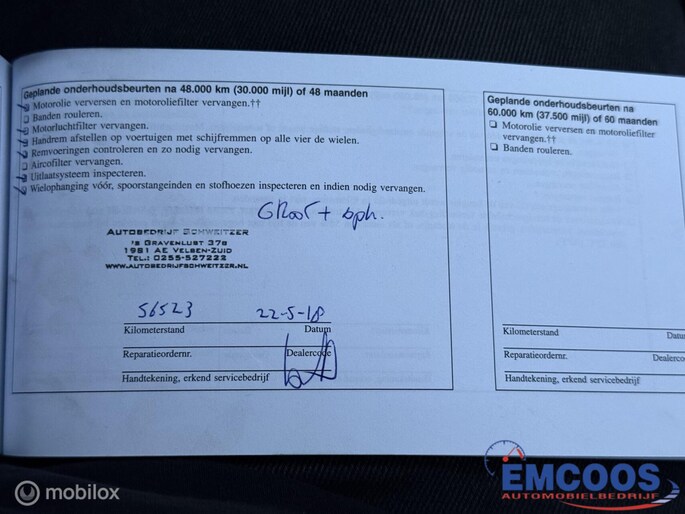 Geplande onderhoudsbeurten na 48.000 km (30.000 mijl) of 48 maanden
Motorolie verversen en motoroliefilter vervangen.††
Banden rouleren.
Motorluchtfilter vervangen.
Handrem afstellen op voertuigen met schijfremmen op alle vier de wielen.
Remvoeringen controleren en zo nodig vervangen.
Aircofilter vervangen.
Uitlaatsysteem inspecteren.
Wielophanging vóór, spoorstangeinden en stofhoezen inspecteren en indien nodig vervangen.
GROOT + bph.
AUTOBEDRIJF SCHWEITZER
'S GRAVENLUST 37B
1981 AE VELSEN-ZUID
TEL.: 0255-527222
WWW.AUTOBEDRIJFSCHWEITZER.NL
56523 22-5-18
Kilometerstand Datum
Reparatieordernr. Dealercode
Handtekening, erkend servicebedrijf
Geplande onderhoudsbeurten na
60.000 km (37.500 mijl) of 60 maanden
Motorolie verversen en motoroliefilter
vervangen.††
Banden rouleren.
Kilometerstand Datu
Reparatieordernr. Dealerco
Handtekening, erkend servicebedrijf
EMCOOS
AUTOMOBIELBEDRIJF
mobilox